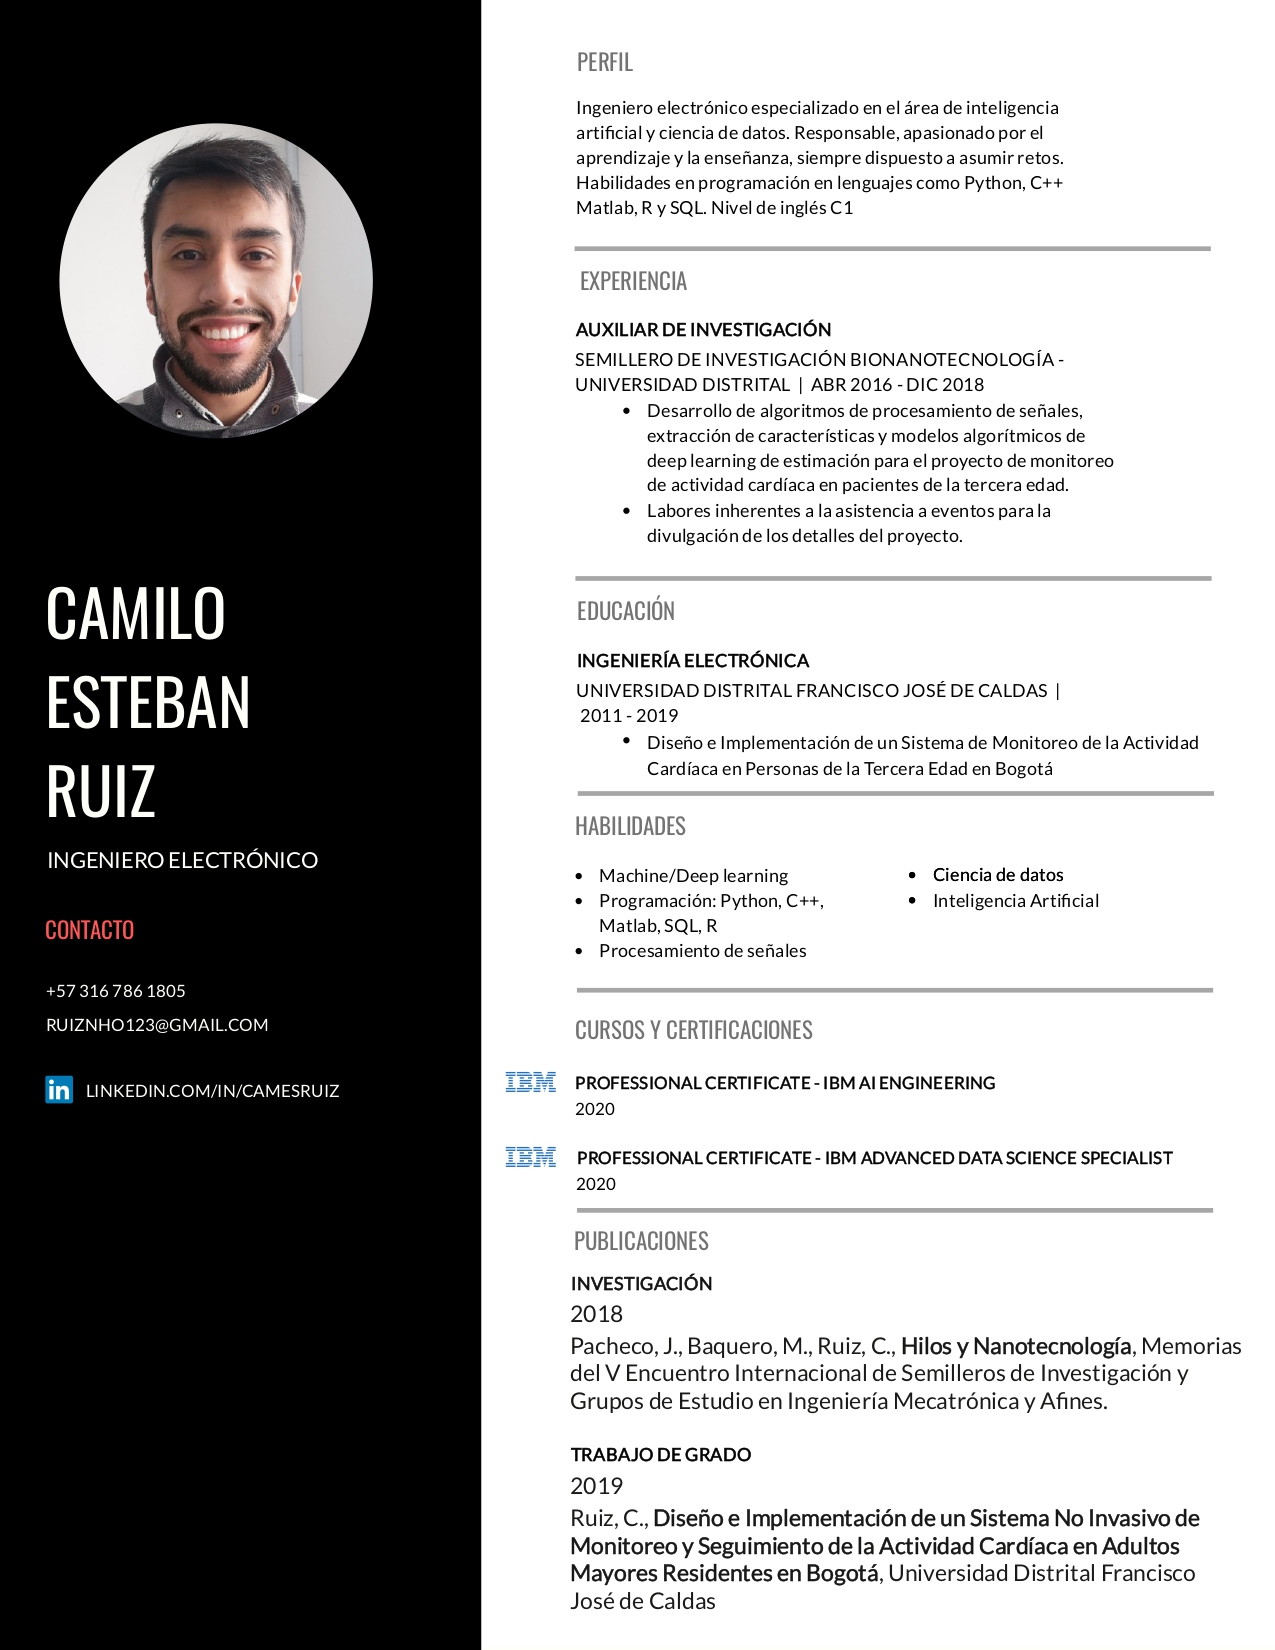 CAMILO
ESTEBAN
RUIZ
INGENIERO ELECTRÓNICO
CONTACTO
+57 316 786 1805
RUIZNHO123@GMAIL.COM
in LINKEDIN.COM/IN/CAMESRUIZ
PERFIL
Ingeniero electrónico especializado en el área de inteligencia
artificial y ciencia de datos. Responsable, apasionado por el
aprendizaje y la enseñanza, siempre dispuesto a asumir retos.
Habilidades en programación en lenguajes como Python, C++
Matlab, R y SQL. Nivel de inglés C1
EXPERIENCIA
AUXILIAR DE INVESTIGACIÓN
SEMILLERO DE INVESTIGACIÓN BIONANOTECNOLOGÍA -
UNIVERSIDAD DISTRITAL | ABR 2016 - DIC 2018
• Desarrollo de algoritmos de procesamiento de señales,
extracción de características y modelos algorítmicos de
deep learning de estimación para el proyecto de monitoreo
de actividad cardíaca en pacientes de la tercera edad.
• Labores inherentes a la asistencia a eventos para la
divulgación de los detalles del proyecto.
EDUCACIÓN
INGENIERÍA ELECTRÓNICA
UNIVERSIDAD DISTRITAL FRANCISCO JOSÉ DE CALDAS |
2011 - 2019
• Diseño e Implementación de un Sistema de Monitoreo de la Actividad
Cardíaca en Personas de la Tercera Edad en Bogotá
HABILIDADES
• Machine/Deep learning
• Programación: Python, C++,
Matlab, SQL, R
• Procesamiento de señales
• Ciencia de datos
• Inteligencia Artificial
CURSOS Y CERTIFICACIONES
IBM PROFESSIONAL CERTIFICATE - IBM AI ENGINEERING
2020
IBM PROFESSIONAL CERTIFICATE - IBM ADVANCED DATA SCIENCE SPECIALIST
2020
PUBLICACIONES
INVESTIGACIÓN
2018
Pacheco, J., Baquero, M., Ruiz, C., Hilos y Nanotecnología, Memorias
del V Encuentro Internacional de Semilleros de Investigación y
Grupos de Estudio en Ingeniería Mecatrónica y Afines.
TRABAJO DE GRADO
2019
Ruiz, C., Diseño e Implementación de un Sistema No Invasivo de
Monitoreo y Seguimiento de la Actividad Cardíaca en Adultos
Mayores Residentes en Bogotá, Universidad Distrital Francisco
José de Caldas